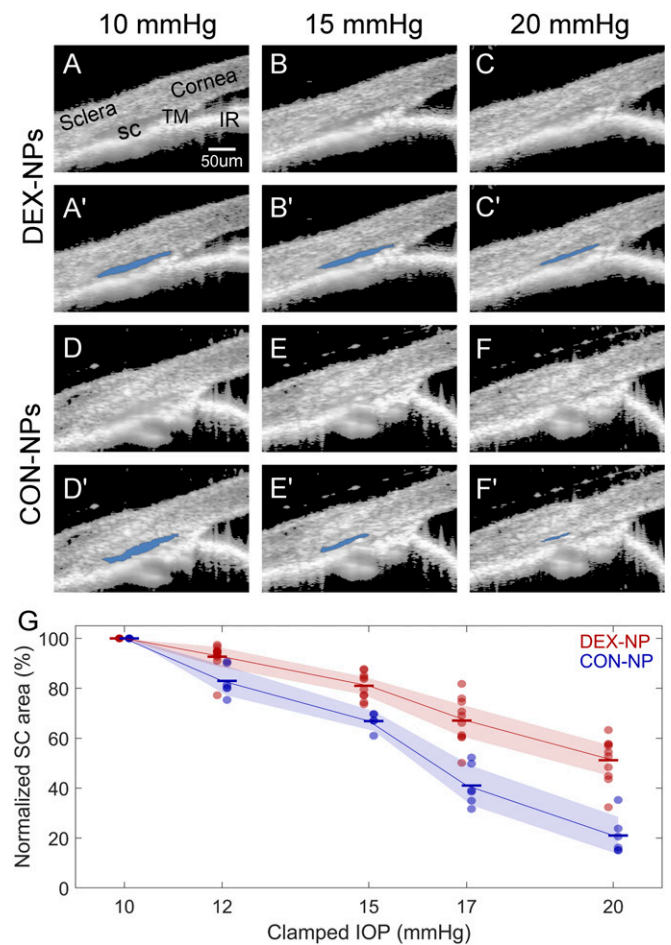 10 mmHg 15 mmHg 20 mmHg
DEX-NPs
A B C
Sclera Cornea
SC TM IR
50um
A' B' C'
CON-NPs
D E F
D' E' F'
G
DEX-NP
CON-NP
Normalized SC area (%)
100
80
60
40
20
0
10 12 15 17 20
Clamped IOP (mmHg)